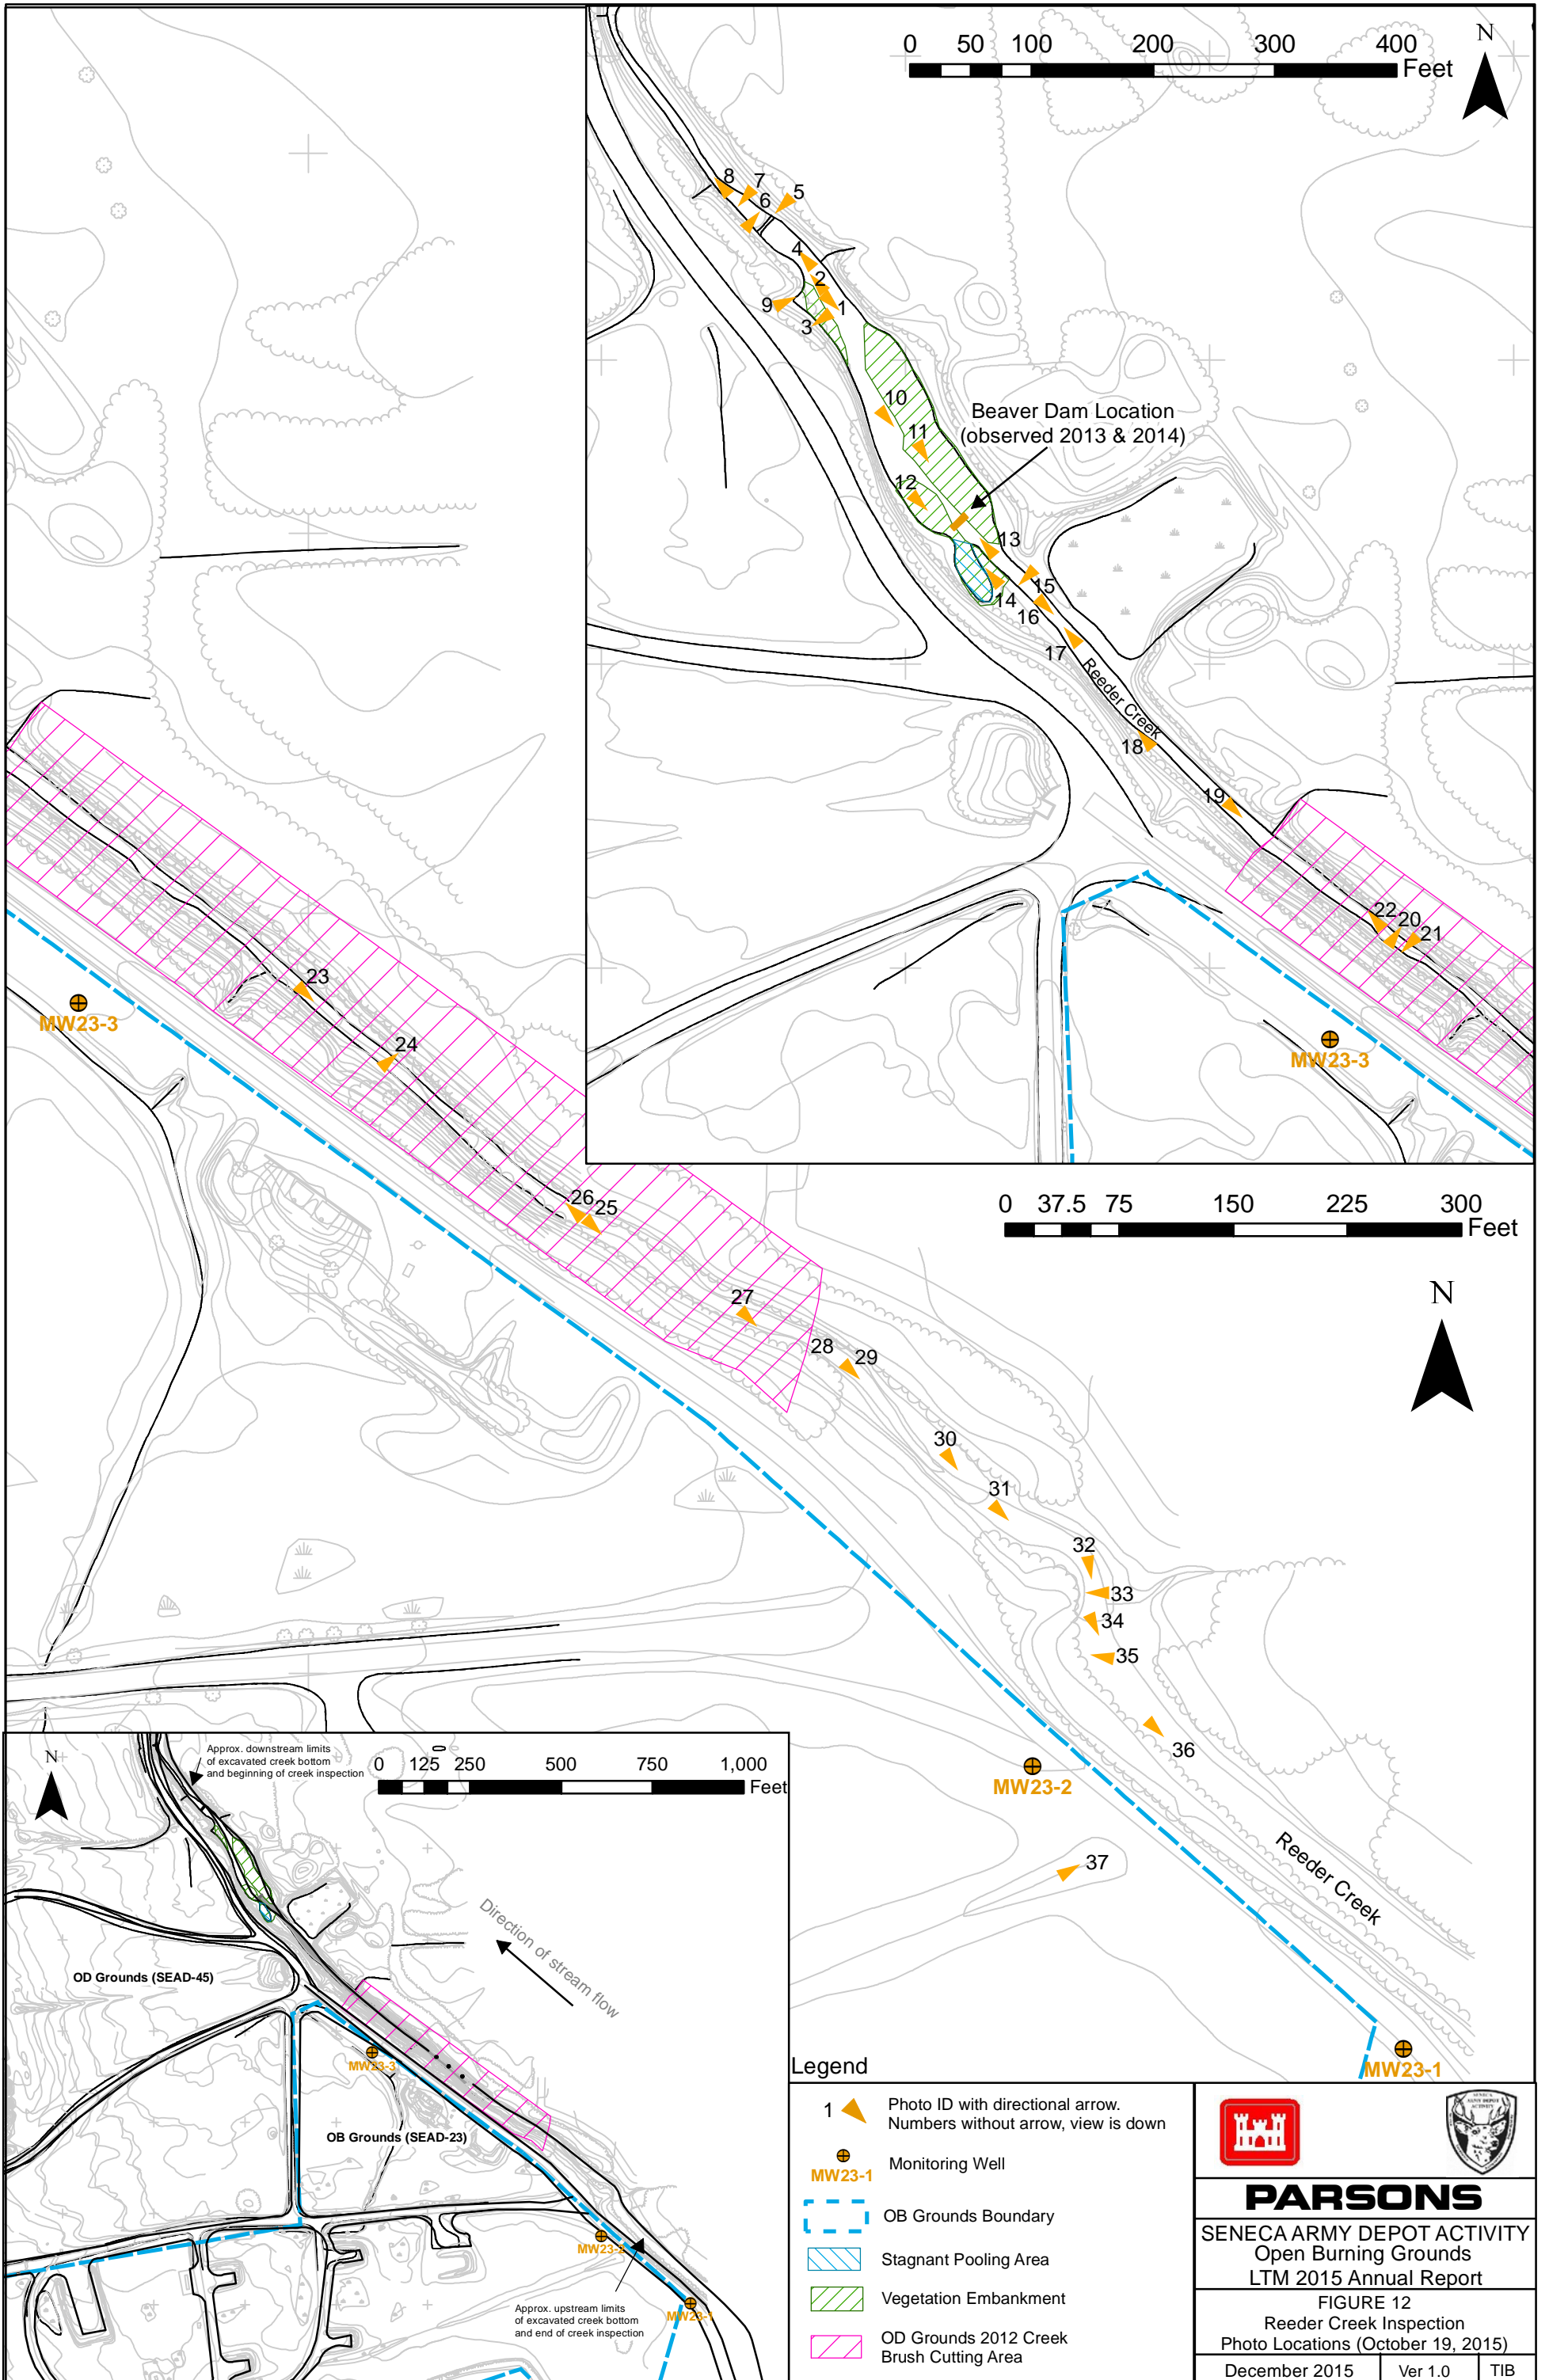 0 50 100 200 300 400
Feet
N
8
7
5
6
4
2
9
1
3
10
Beaver Dam Location
(observed 2013 & 2014)
11
12
13
15
14
16
17
Reeder Creek
18
19
22
20
21
MW23-3
23
MW23-3
24
26
25
0 37.5 75 150 225 300
Feet
N
27
28
29
30
31
32
33
34
35
36
MW23-2
37
Reeder Creek
MW23-1
N
Approx. downstream limits
of excavated creek bottom
and beginning of creek inspection
0 125 250 500 750 1,000
Feet
Direction of stream flow
OD Grounds (SEAD-45)
MW23-3
OB Grounds (SEAD-23)
MW23-2
MW23-1
Approx. upstream limits
of excavated creek bottom
and end of creek inspection
Legend
1
Photo ID with directional arrow.
Numbers without arrow, view is down
MW23-1
Monitoring Well
OB Grounds Boundary
Stagnant Pooling Area
Vegetation Embankment
OD Grounds 2012 Creek
Brush Cutting Area
SENECA
ARMY DEPOT
ACTIVITY
PARSONS
SENECA ARMY DEPOT ACTIVITY
Open Burning Grounds
LTM 2015 Annual Report
FIGURE 12
Reeder Creek Inspection
Photo Locations (October 19, 2015)
December 2015
Ver 1.0
TIB